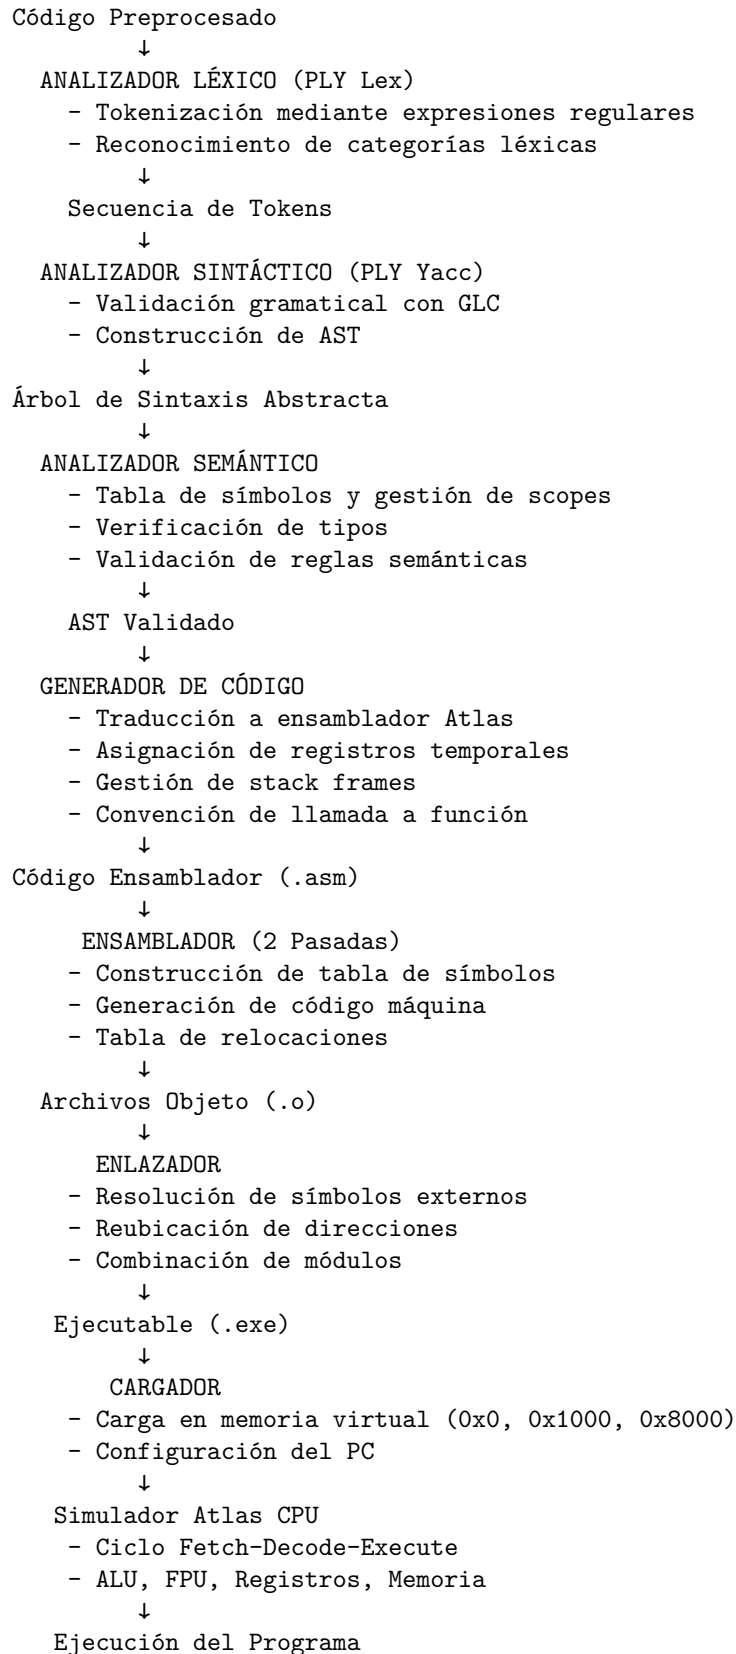 Código Preprocesado
↓
ANALIZADOR LÉXICO (PLY Lex)
- Tokenización mediante expresiones regulares
- Reconocimiento de categorías léxicas
↓
Secuencia de Tokens
↓
ANALIZADOR SINTÁCTICO (PLY Yacc)
- Validación gramatical con GLC
- Construcción de AST
↓
Árbol de Sintaxis Abstracta
↓
ANALIZADOR SEMÁNTICO
- Tabla de símbolos y gestión de scopes
- Verificación de tipos
- Validación de reglas semánticas
↓
AST Validado
↓
GENERADOR DE CÓDIGO
- Traducción a ensamblador Atlas
- Asignación de registros temporales
- Gestión de stack frames
- Convención de llamada a función
↓
Código Ensamblador (.asm)
↓
ENSAMBLADOR (2 Pasadas)
- Construcción de tabla de símbolos
- Generación de código máquina
- Tabla de relocaciones
↓
Archivos Objeto (.o)
↓
ENLAZADOR
- Resolución de símbolos externos
- Reubicación de direcciones
- Combinación de módulos
↓
Ejecutable (.exe)
↓
CARGADOR
- Carga en memoria virtual (0x0, 0x1000, 0x8000)
- Configuración del PC
↓
Simulador Atlas CPU
- Ciclo Fetch-Decode-Execute
- ALU, FPU, Registros, Memoria
↓
Ejecución del Programa